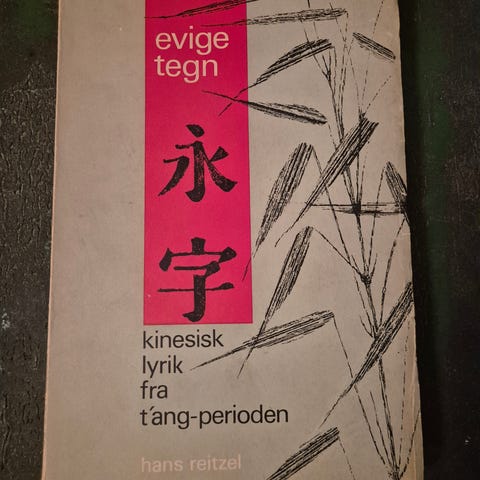 evige
tegn
永
字
kinesisk
lyrik
fra
t'ang-perioden
hans reitzel